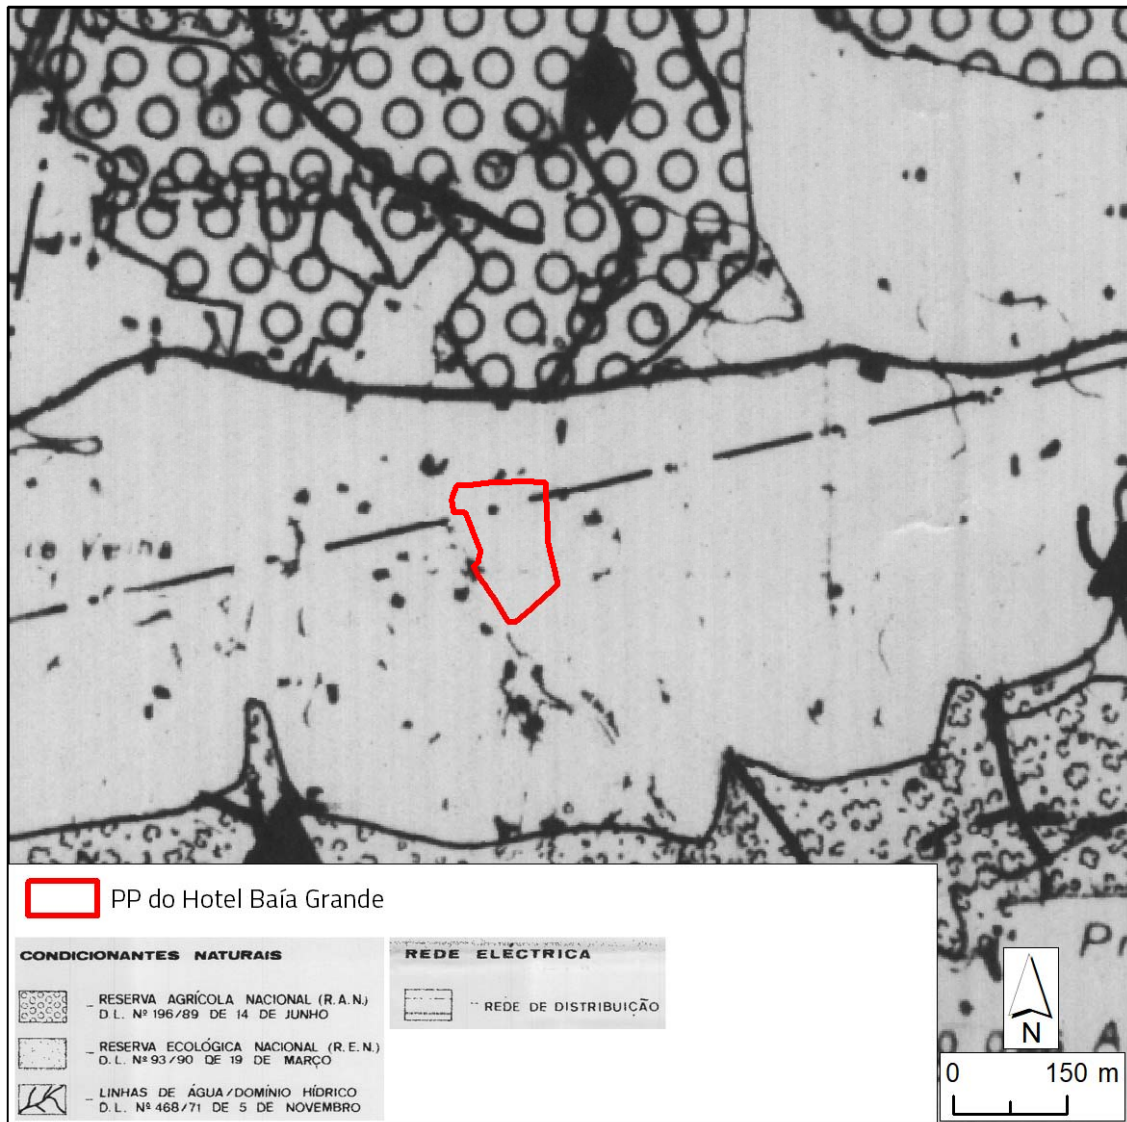 Pr
A
PP do Hotel Baía Grande
CONDICIONANTES NATURAIS
- RESERVA AGRÍCOLA NACIONAL (R.A.N.)
D.L. Nº 196/89 DE 14 DE JUNHO
- RESERVA ECOLÓGICA NACIONAL (R.E.N.)
D.L. Nº 93/90 DE 19 DE MARÇO
- LINHAS DE ÁGUA/DOMÍNIO HÍDRICO
D.L. Nº 468/71 DE 5 DE NOVEMBRO
REDE ELÉCTRICA
- REDE DE DISTRIBUIÇÃO
N
0 150 m